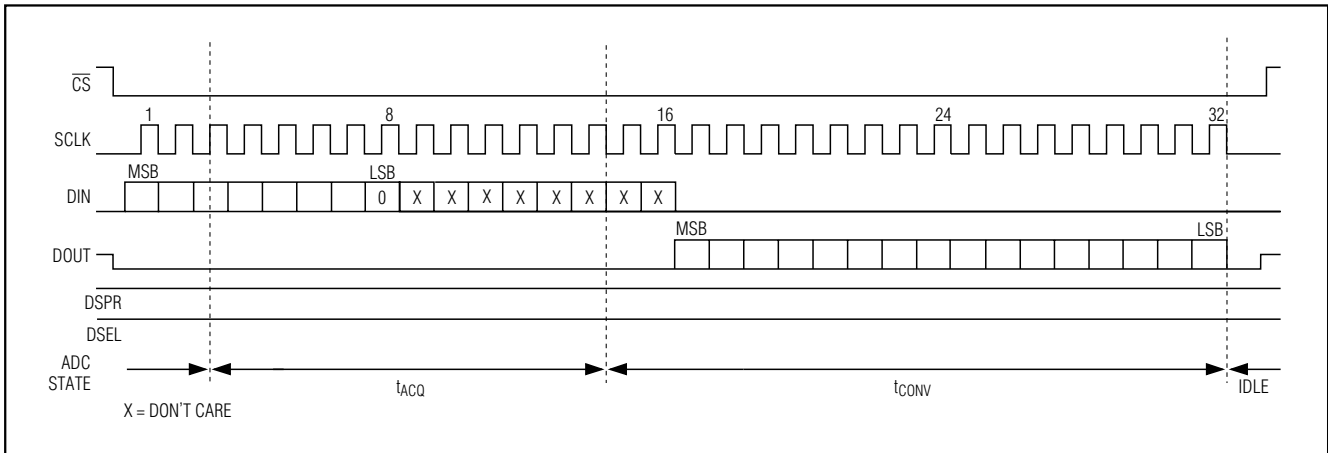 CS
1 8 16 24 32
SCLK
MSB LSB
DIN 0 X X X X X X X X
MSB LSB
DOUT
DSPR
DSEL
ADC
STATE
tACQ tCONV IDLE
X = DON'T CARE